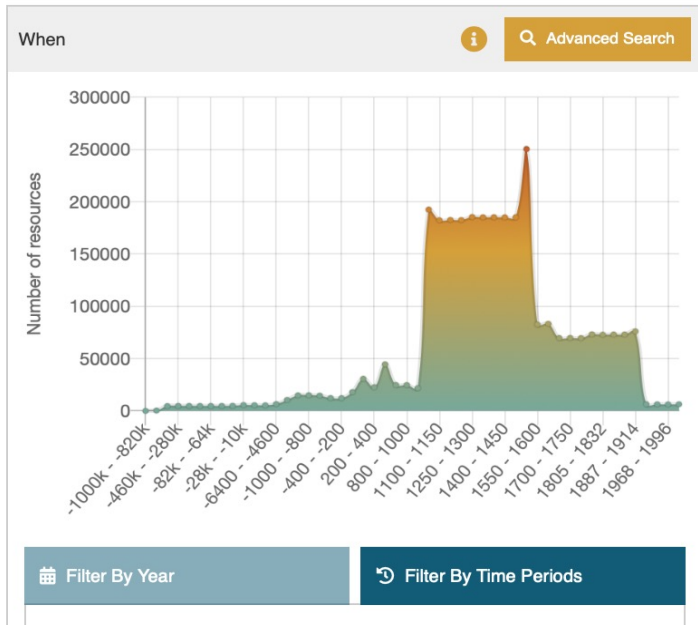 When
Advanced Search
Number of resources
300000
250000
200000
150000
100000
50000
0
-1000k - -820k
-460k - -280k
-82k - -64k
-28k - -10k
-6400 - -4600
-1000 - -800
-400 - -200
200 - 400
800 - 1000
1100 - 1150
1250 - 1300
1400 - 1450
1550 - 1600
1700 - 1750
1805 - 1832
1887 - 1914
1968 - 1996
Filter By Year
Filter By Time Periods